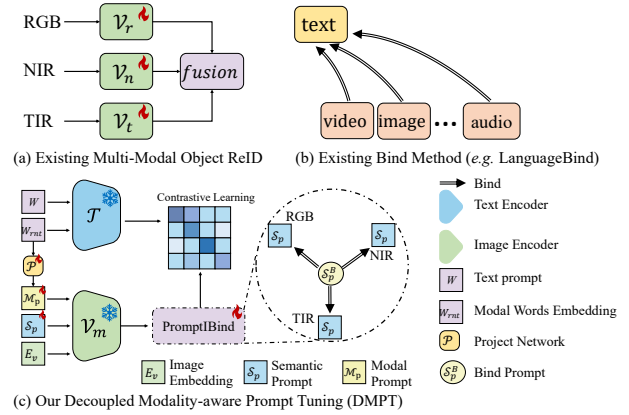 RGB
𝒱r
NIR
𝒱n
fusion
TIR
𝒱t
(a) Existing Multi-Modal Object ReID
text
video
image
•••
audio
(b) Existing Bind Method (e.g. LanguageBind)
W
Wrnt
𝒫
ℳp
𝒮p
Ev
𝒯
𝒱m
Contrastive Learning
PromptIBind
RGB
𝒮p
𝒮p
NIR
𝒮pᴮ
TIR
𝒮p
Bind
Text Encoder
Image Encoder
W Text prompt
Wrnt Modal Words Embedding
𝒫 Project Network
𝒮pᴮ Bind Prompt
Ev Image
Embedding
𝒮p Semantic
Prompt
ℳp Modal
Prompt
(c) Our Decoupled Modality-aware Prompt Tuning (DMPT)